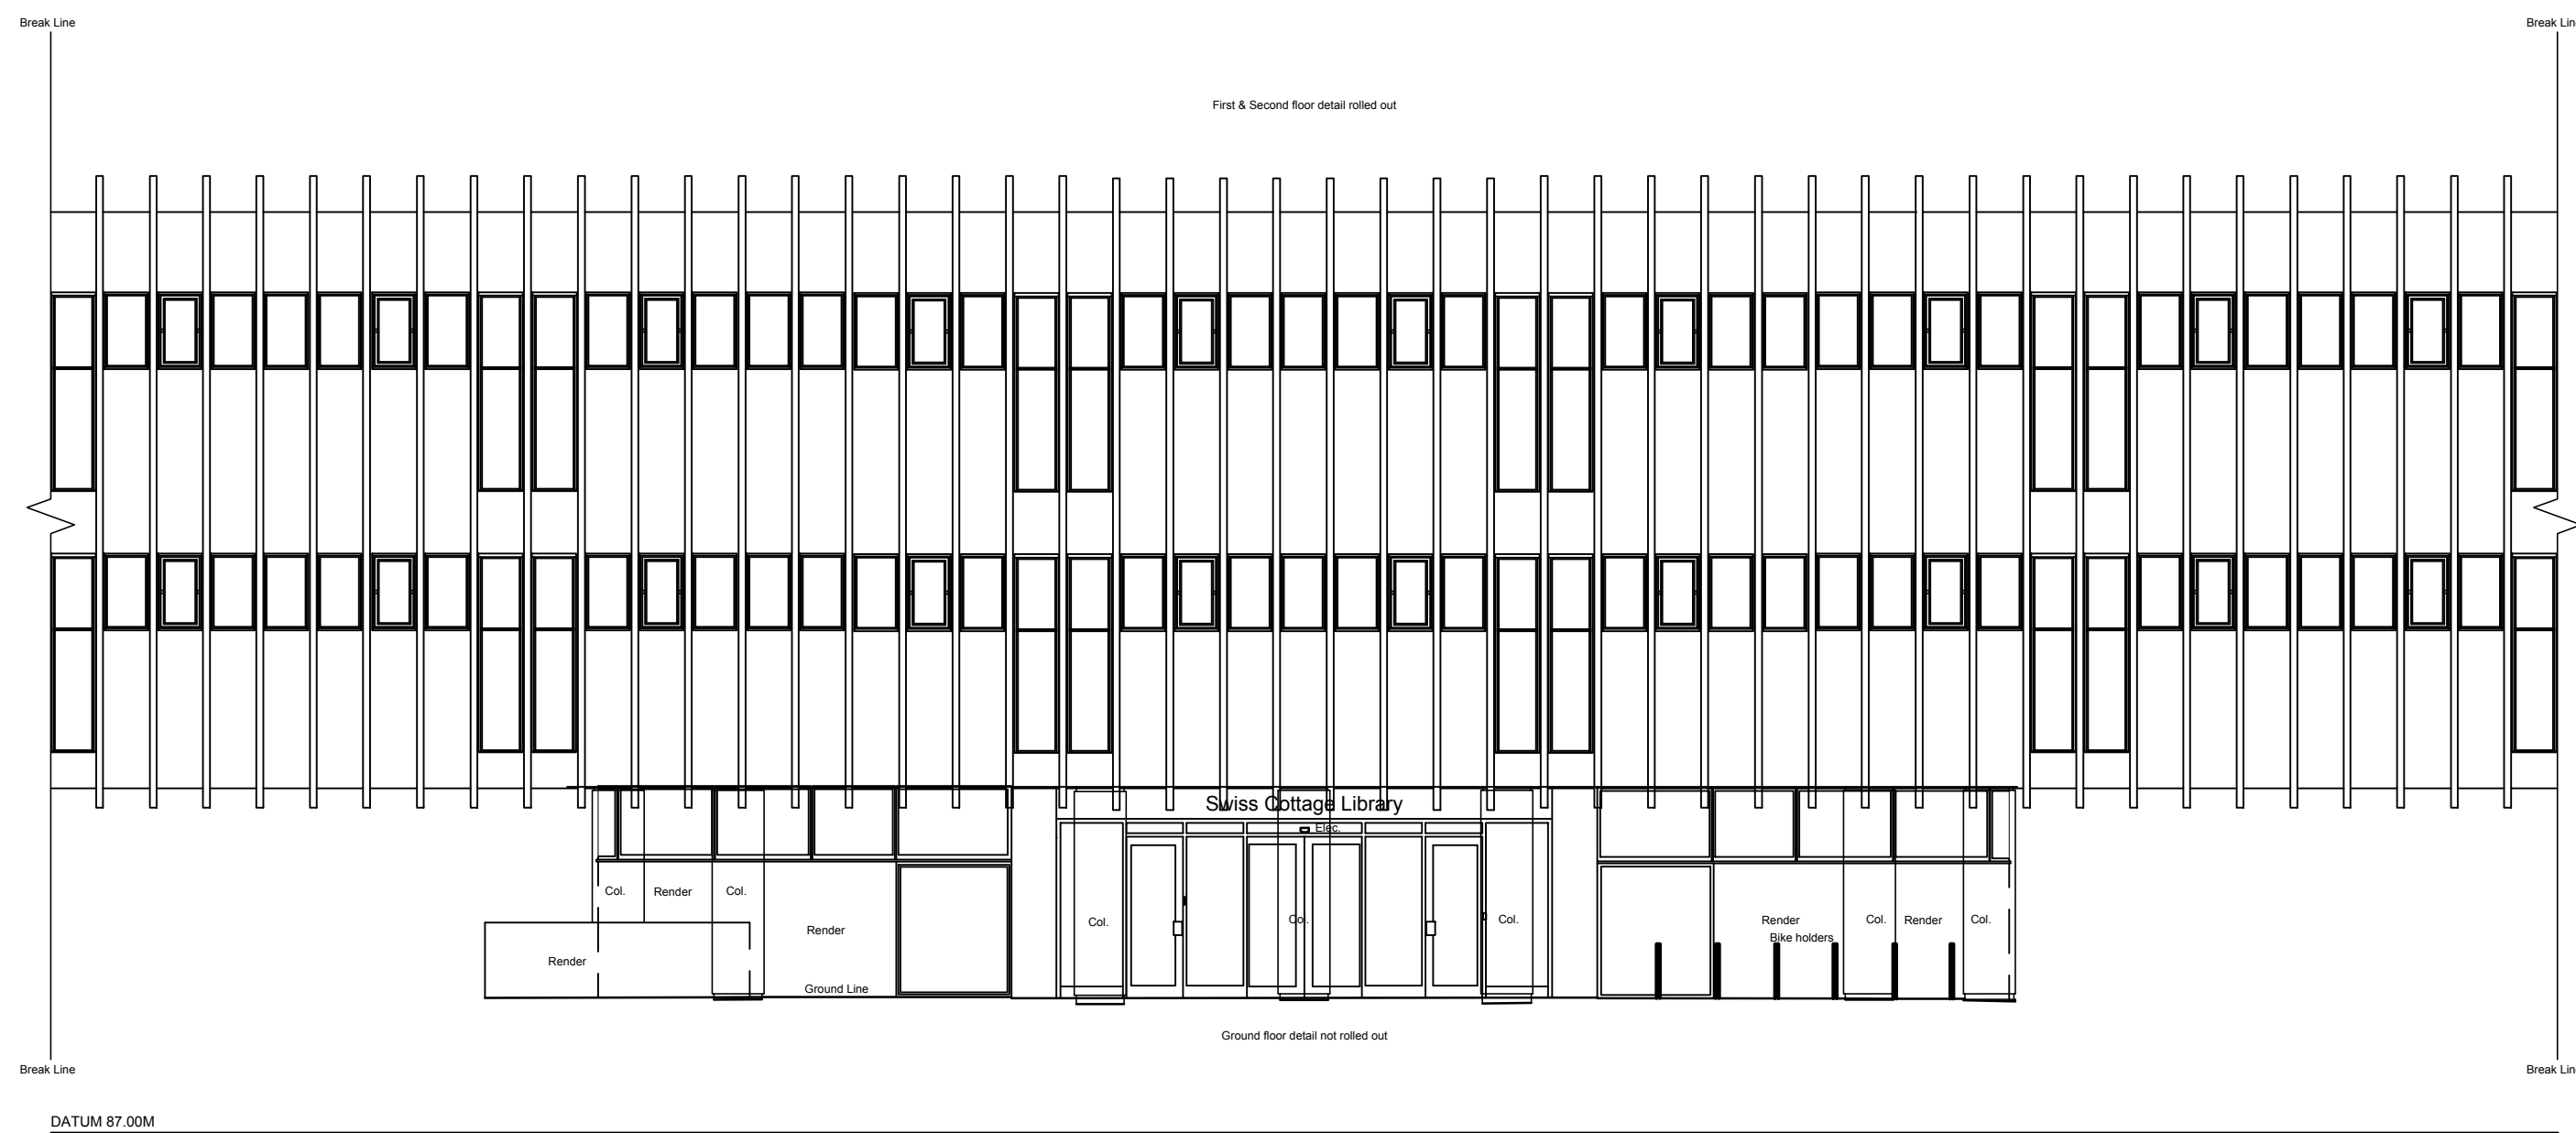 Break Line
Break Lin
First & Second floor detail rolled out
Swiss Cottage Library
Elec.
Col.
Render
Col.
Col.
Col.
Col.
Render
Col.
Render
Col.
Render
Bike holders
Render
Ground Line
Ground floor detail not rolled out
Break Line
Break Lin
DATUM 87.00M